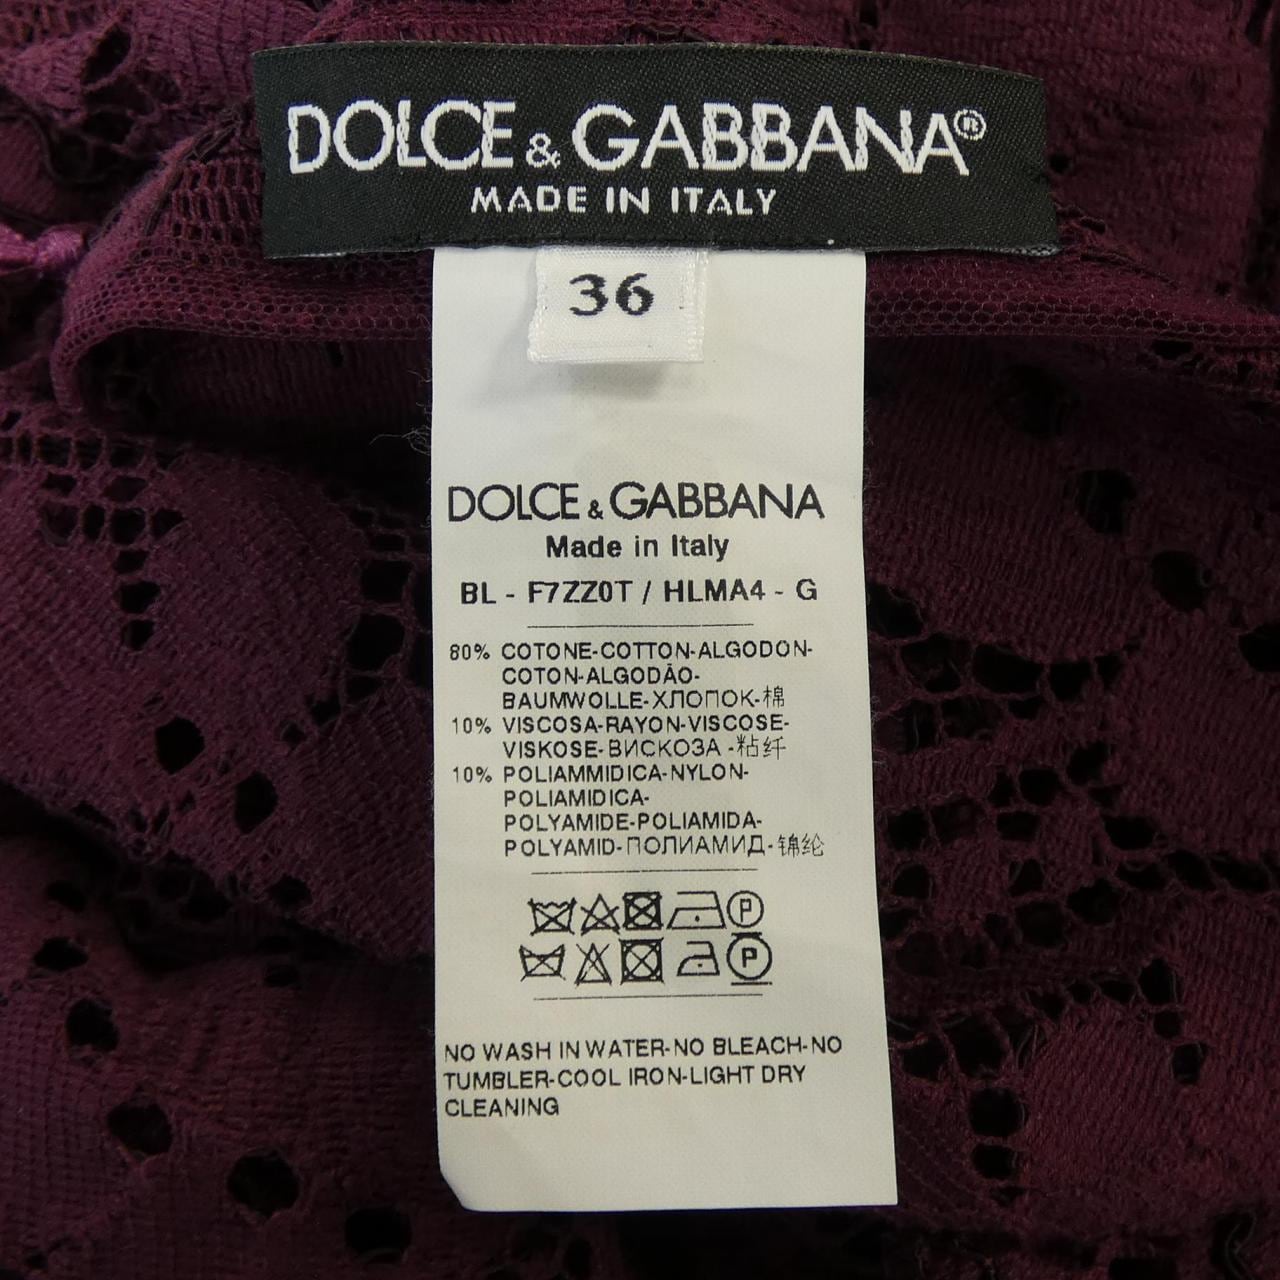 DOLCE & GABBANA®
MADE IN ITALY
36
DOLCE & GABBANA
Made in Italy
BL - F7ZZ0T / HLMA4 - G
80% COTONE-COTTON-ALGODON-
COTON-ALGODÃO-
BAUMWOLLE-ХЛОПОК-棉
10% VISCOSA-RAYON-VISCOSE-
VISKOSE-ВИСКОЗА -粘纤
10% POLIAMMIDICA-NYLON-
POLIAMIDICA-
POLYAMIDE-POLIAMIDA-
POLYAMID-ПОЛИАМИД-锦纶
P
P
NO WASH IN WATER-NO BLEACH-NO
TUMBLER-COOL IRON-LIGHT DRY
CLEANING